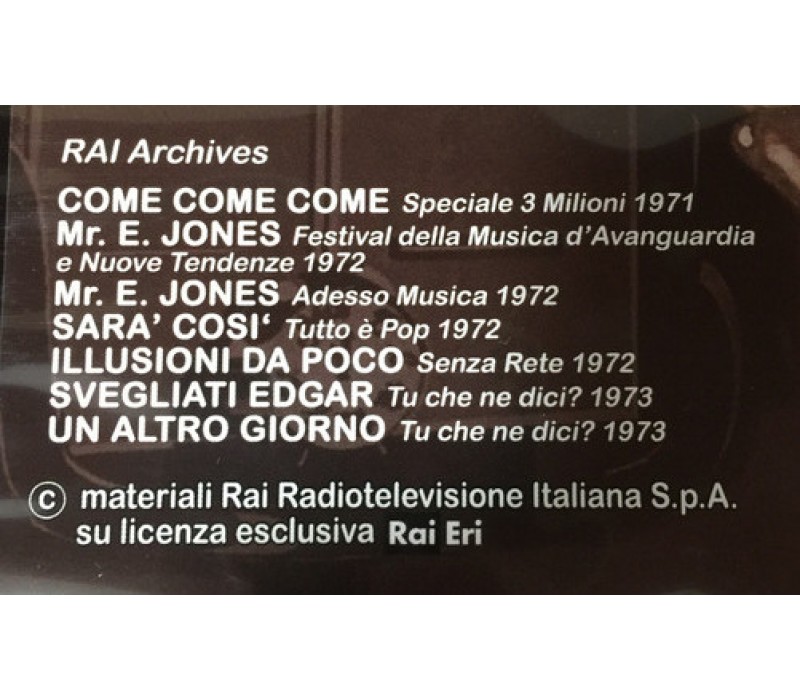 RAI Archives
COME COME COME Speciale 3 Milioni 1971
Mr. E. JONES Festival della Musica d'Avanguardia
e Nuove Tendenze 1972
Mr. E. JONES Adesso Musica 1972
SARA' COSI‘ Tutto è Pop 1972
ILLUSIONI DA POCO Senza Rete 1972
SVEGLIATI EDGAR Tu che ne dici? 1973
UN ALTRO GIORNO Tu che ne dici? 1973
© materiali Rai Radiotelevisione Italiana S.p.A.
su licenza esclusiva Rai Eri